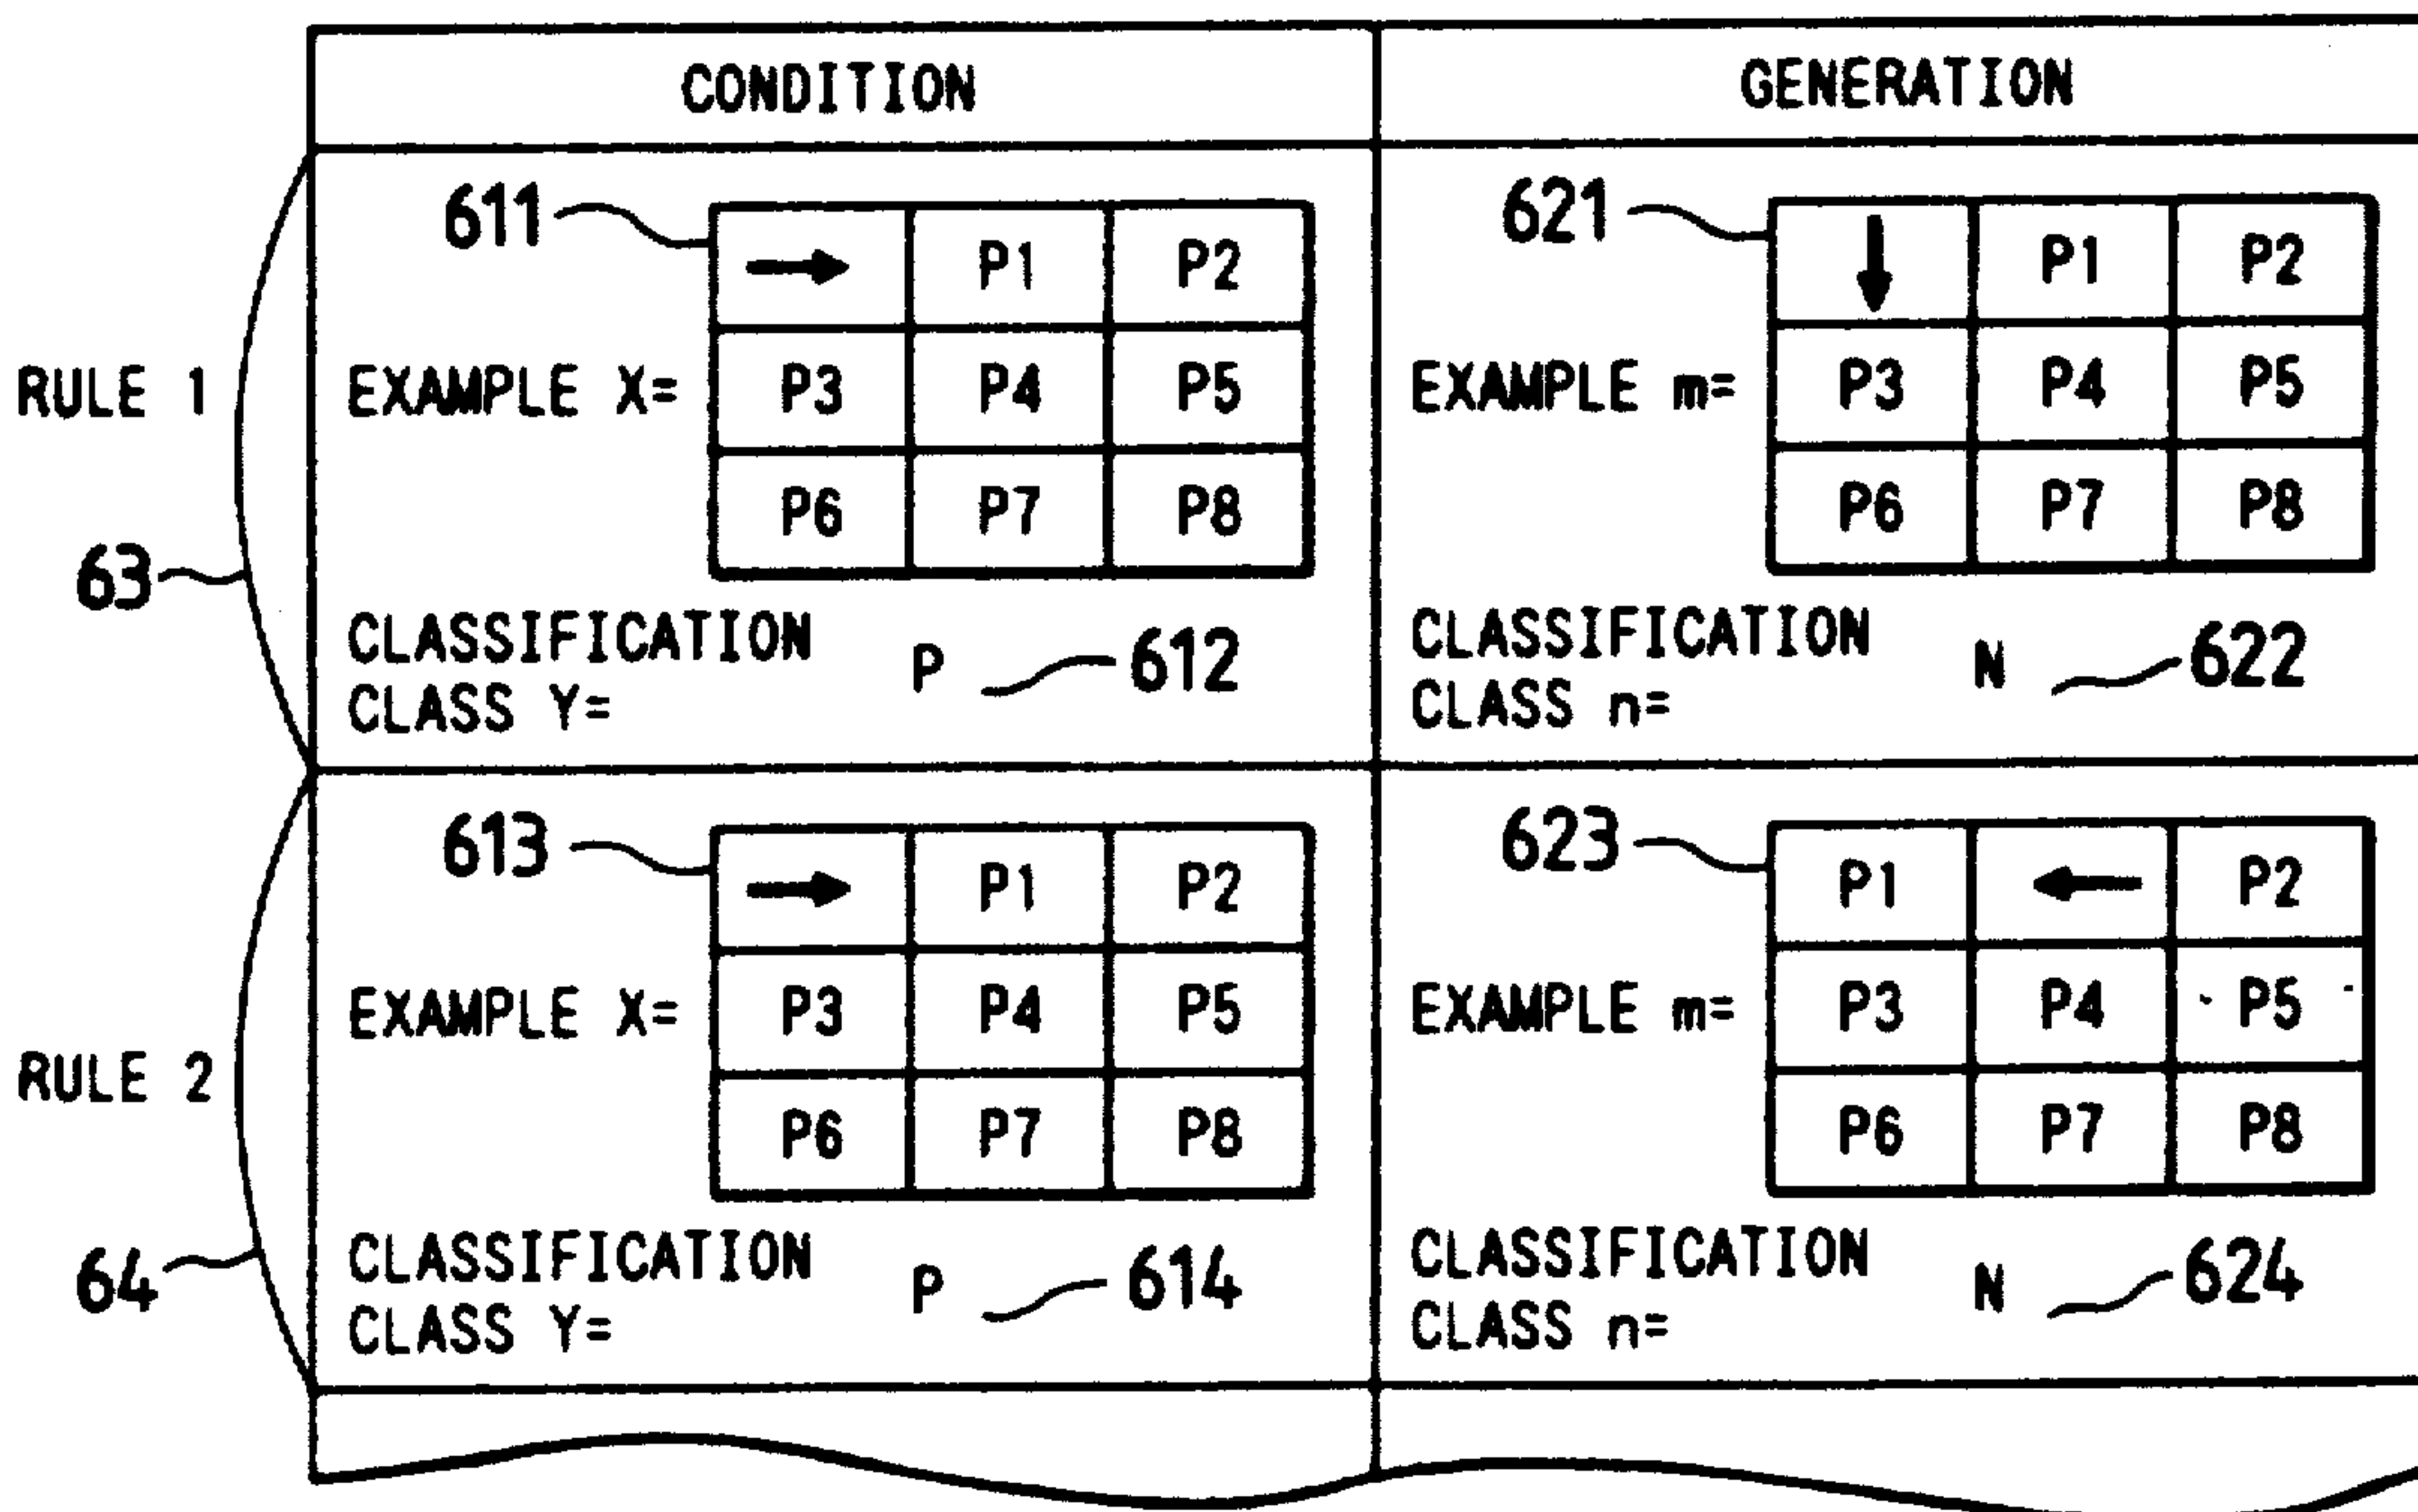 CONDITION GENERATION
611 621
→ P1 P2 ↓ P1 P2
RULE 1 EXAMPLE X= P3 P4 P5 EXAMPLE m= P3 P4 P5
P6 P7 P8 P6 P7 P8
63
CLASSIFICATION CLASSIFICATION
P 612 N 622
CLASS Y= CLASS n=
613 623
→ P1 P2 P1 ← P2
EXAMPLE X= P3 P4 P5 EXAMPLE m= P3 P4 P5
RULE 2
P6 P7 P8 P6 P7 P8
64
CLASSIFICATION CLASSIFICATION
P 614 N 624
CLASS Y= CLASS n=